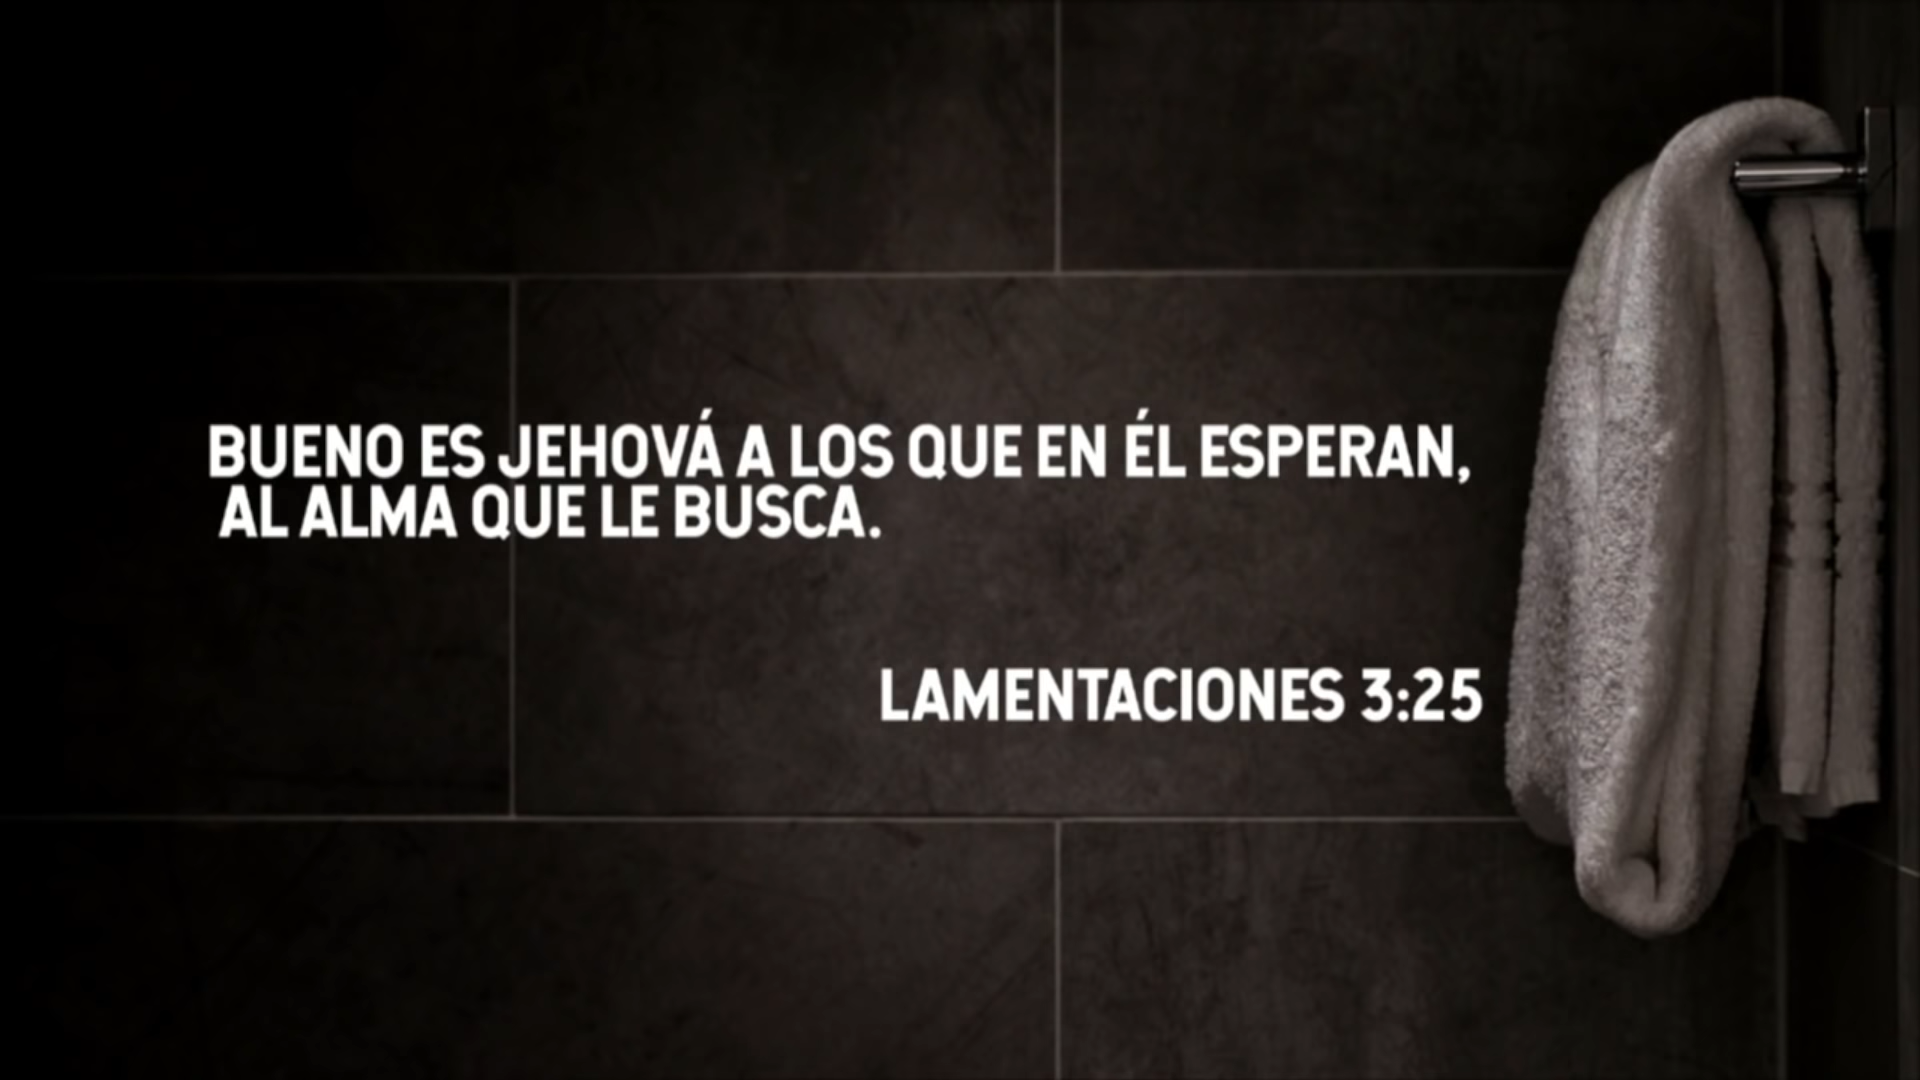 BUENO ES JEHOVÁ A LOS QUE EN ÉL ESPERAN,
AL ALMA QUE LE BUSCA.
LAMENTACIONES 3:25